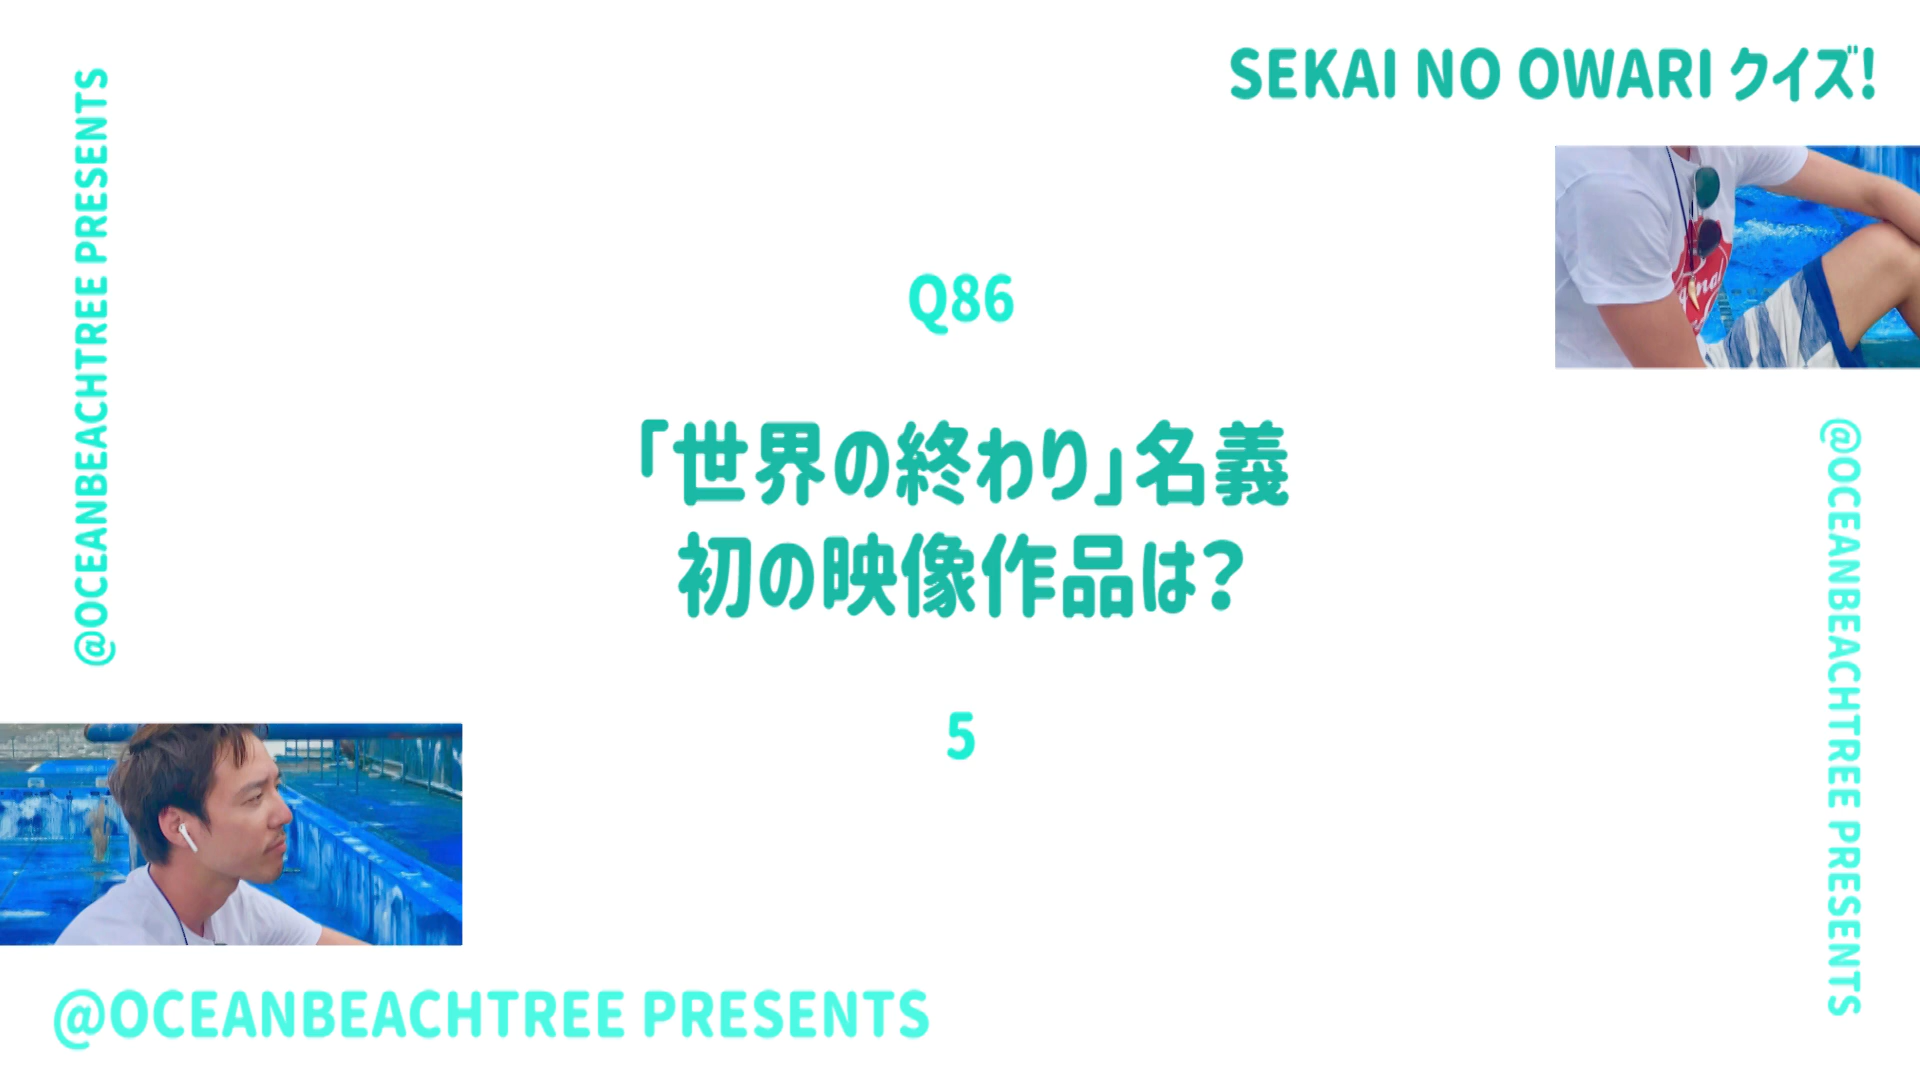 SEKAI NO OWARI クイズ!
@OCEANBEACHTREE PRESENTS
Q86
「世界の終わり」名義
初の映像作品は?
5
@OCEANBEACHTREE PRESENTS
@OCEANBEACHTREE PRESENTS